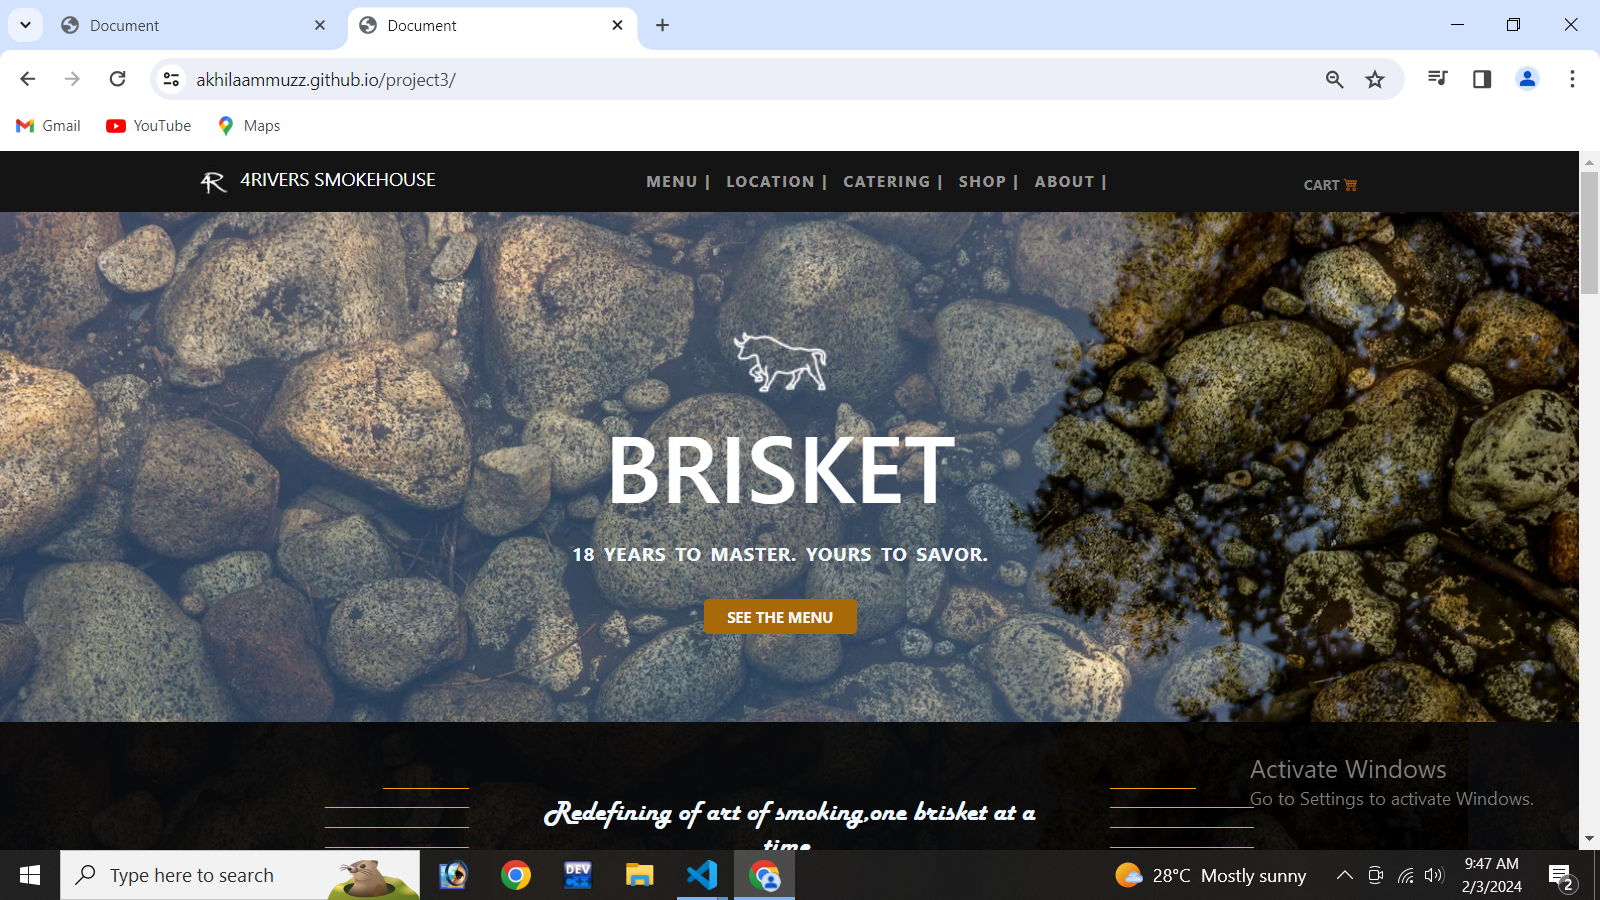 Document
Document
akhilaammuzz.github.io/project3/
Gmail
YouTube
Maps
4R
4RIVERS SMOKEHOUSE
MENU | LOCATION | CATERING | SHOP | ABOUT |
CART
BRISKET
18 YEARS TO MASTER. YOURS TO SAVOR.
SEE THE MENU
Redefining of art of smoking,one brisket at a
time
Activate Windows
Go to Settings to activate Windows.
Type here to search
DEV
C++
28°C Mostly sunny
9:47 AM
2/3/2024
2